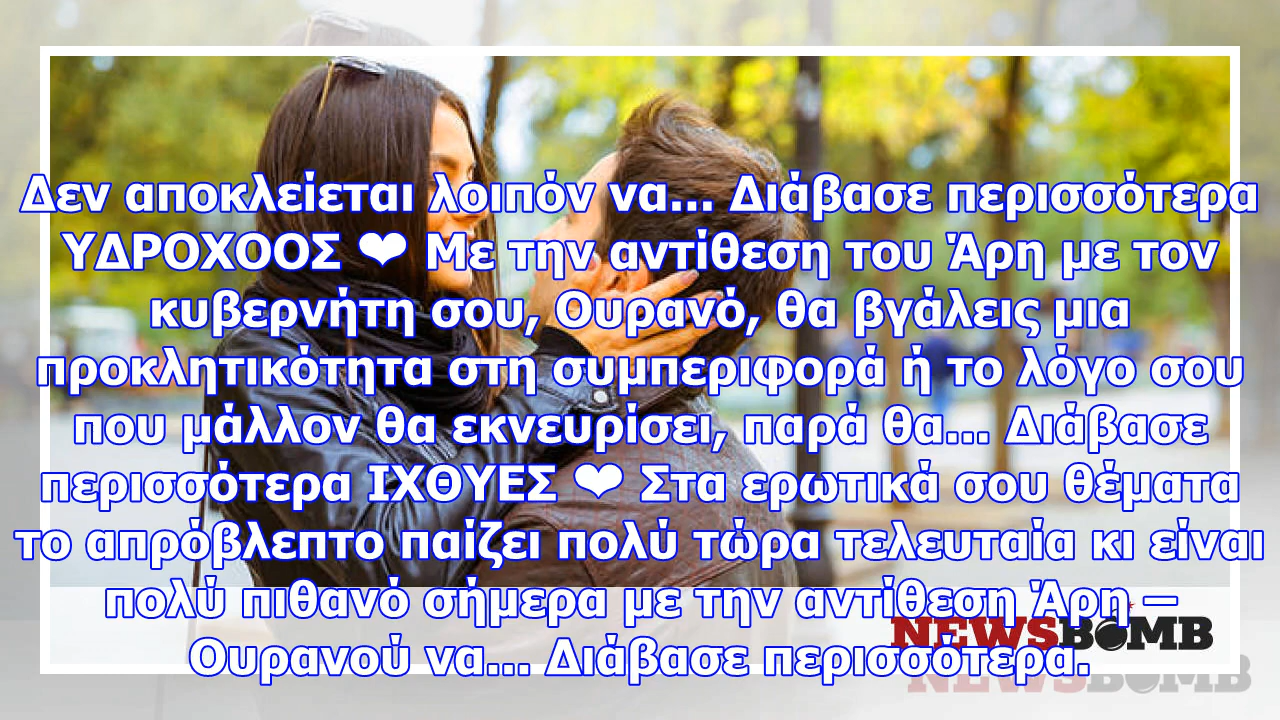 Δεν αποκλείεται λοιπόν να... Διάβασε περισσότερα
ΥΔΡΟΧΟΟΣ ❤ Με την αντίθεση του Άρη με τον
κυβερνήτη σου, Ουρανό, θα βγάλεις μια
προκλητικότητα στη συμπεριφορά ή το λόγο σου
που μάλλον θα εκνευρίσει, παρά θα... Διάβασε
περισσότερα ΙΧΘΥΕΣ ❤ Στα ερωτικά σου θέματα
το απρόβλεπτο παίζει πολύ τώρα τελευταία κι είναι
πολύ πιθανό σήμερα με την αντίθεση Άρη –
Ουρανού να... Διάβασε περισσότερα.
NEWSBOMB
NEWSBOMB